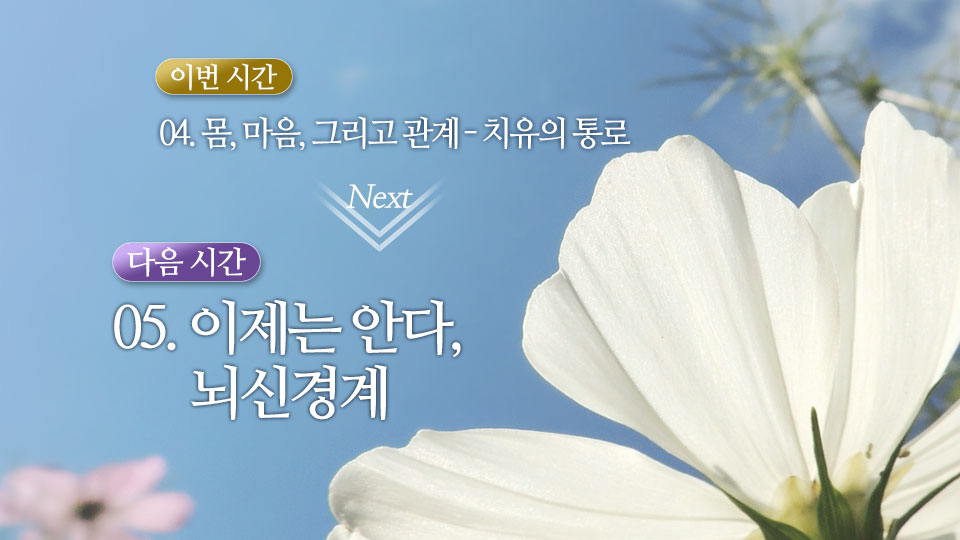 이번 시간
04. 몸, 마음, 그리고 관계 - 치유의 통로
Next
다음 시간
05. 이제는 안다,
뇌신경계